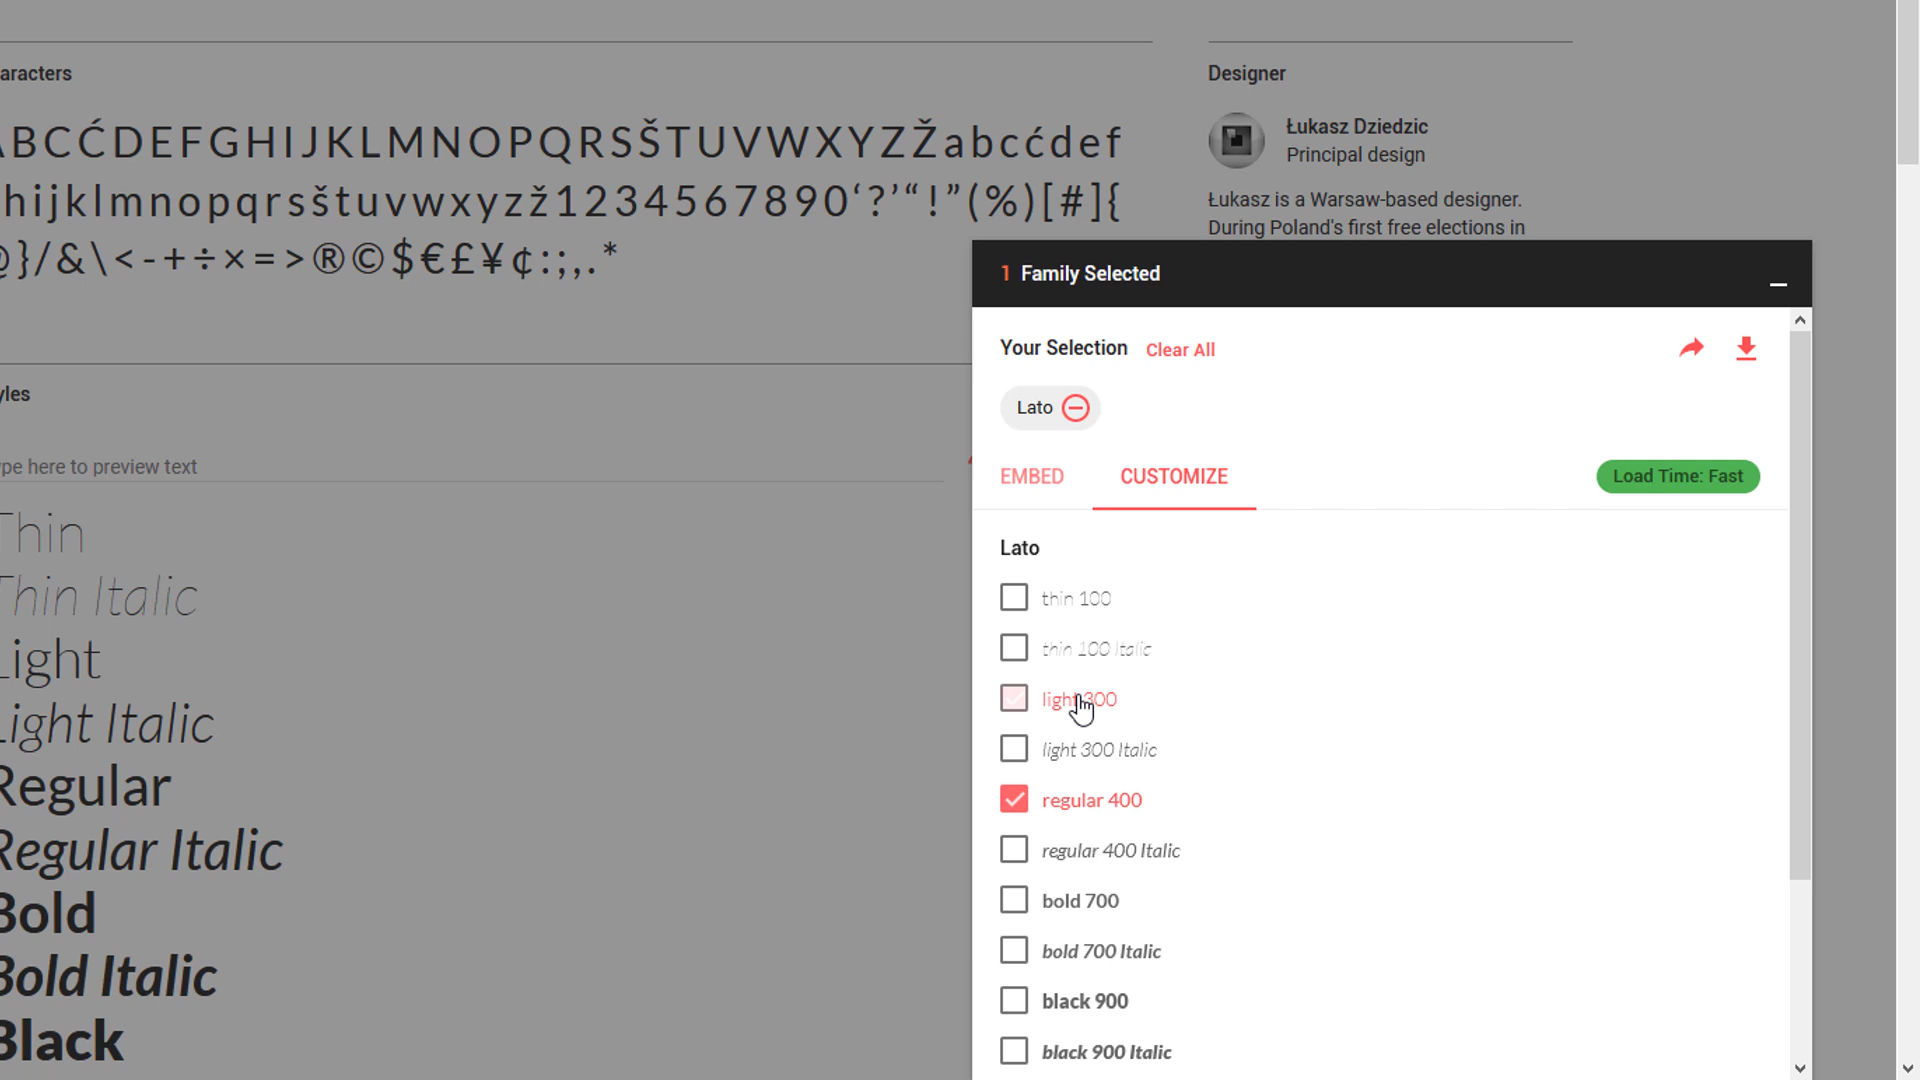 aracters
ABCĆDEFGHIJKLMNOPQRSŠTUVWXYZŽabcćdef
hijklmnopqrsštuvwxyzž1234567890‘?’“!”(%)[#]{
@}/&\<-+÷×=>®©$€£¥¢:;,.*
Designer
Łukasz Dziedzic
Principal design
Łukasz is a Warsaw-based designer.
During Poland's first free elections in
yles
ype here to preview text
Thin
Thin Italic
Light
Light Italic
Regular
Regular Italic
Bold
Bold Italic
Black
1 Family Selected
Your Selection Clear All
Lato
EMBED CUSTOMIZE Load Time: Fast
Lato
thin 100
thin 100 Italic
light 300
light 300 Italic
regular 400
regular 400 Italic
bold 700
bold 700 Italic
black 900
black 900 Italic